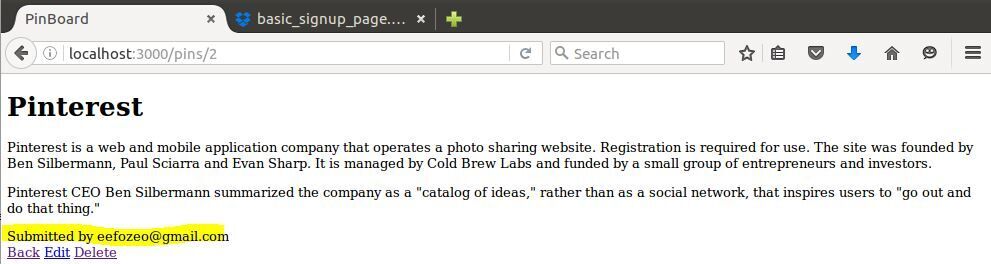 PinBoard
basic_signup_page....
localhost:3000/pins/2
Search
Pinterest
Pinterest is a web and mobile application company that operates a photo sharing website. Registration is required for use. The site was founded by
Ben Silbermann, Paul Sciarra and Evan Sharp. It is managed by Cold Brew Labs and funded by a small group of entrepreneurs and investors.
Pinterest CEO Ben Silbermann summarized the company as a "catalog of ideas," rather than as a social network, that inspires users to "go out and
do that thing."
Submitted by eefozeo@gmail.com
Back Edit Delete